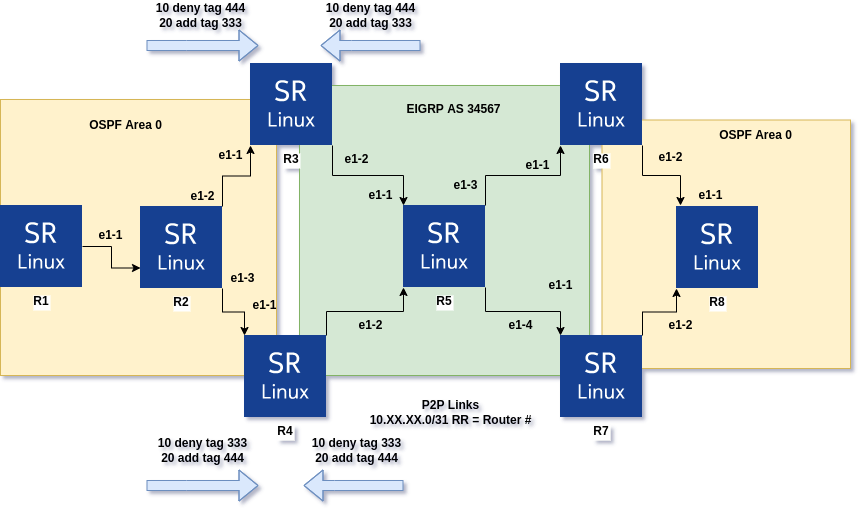 10 deny tag 444
20 add tag 333
10 deny tag 444
20 add tag 333
OSPF Area 0
EIGRP AS 34567
OSPF Area 0
SR
Linux
R3
SR
Linux
R6
e1-1
e1-2
e1-1
e1-2
e1-2
e1-3
e1-1
e1-1
SR
Linux
R1
e1-1
SR
Linux
R2
SR
Linux
R5
SR
Linux
R8
e1-3
e1-1
e1-1
e1-2
e1-4
e1-2
SR
Linux
R4
SR
Linux
R7
P2P Links
10.XX.XX.0/31 RR = Router #
10 deny tag 333
20 add tag 444
10 deny tag 333
20 add tag 444